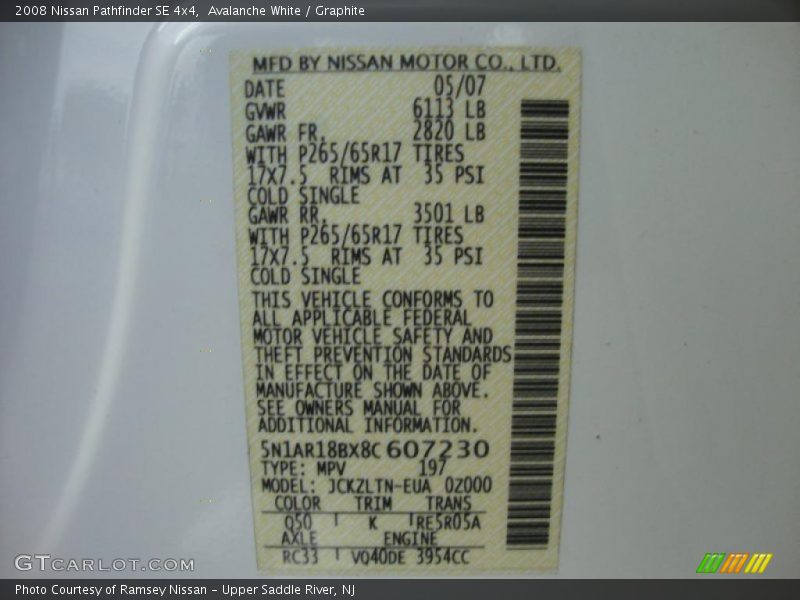 2008 Nissan Pathfinder SE 4x4, Avalanche White / Graphite
MFD BY NISSAN MOTOR CO., LTD.
DATE 05/07
GVWR 6113 LB
GAWR FR. 2820 LB
WITH P265/65R17 TIRES
17X7.5 RIMS AT 35 PSI
COLD SINGLE
GAWR RR. 3501 LB
WITH P265/65R17 TIRES
17X7.5 RIMS AT 35 PSI
COLD SINGLE
THIS VEHICLE CONFORMS TO
ALL APPLICABLE FEDERAL
MOTOR VEHICLE SAFETY AND
THEFT PREVENTION STANDARDS
IN EFFECT ON THE DATE OF
MANUFACTURE SHOWN ABOVE.
SEE OWNERS MANUAL FOR
ADDITIONAL INFORMATION.
5N1AR18BX8C607230
TYPE: MPV 197
MODEL: JCKZLTN-EUA 0Z000
COLOR TRIM TRANS
Q50 K RE5R05A
AXLE ENGINE
RC33 VQ40DE 3954CC
GTCARLOT.COM
Photo Courtesy of Ramsey Nissan - Upper Saddle River, NJ